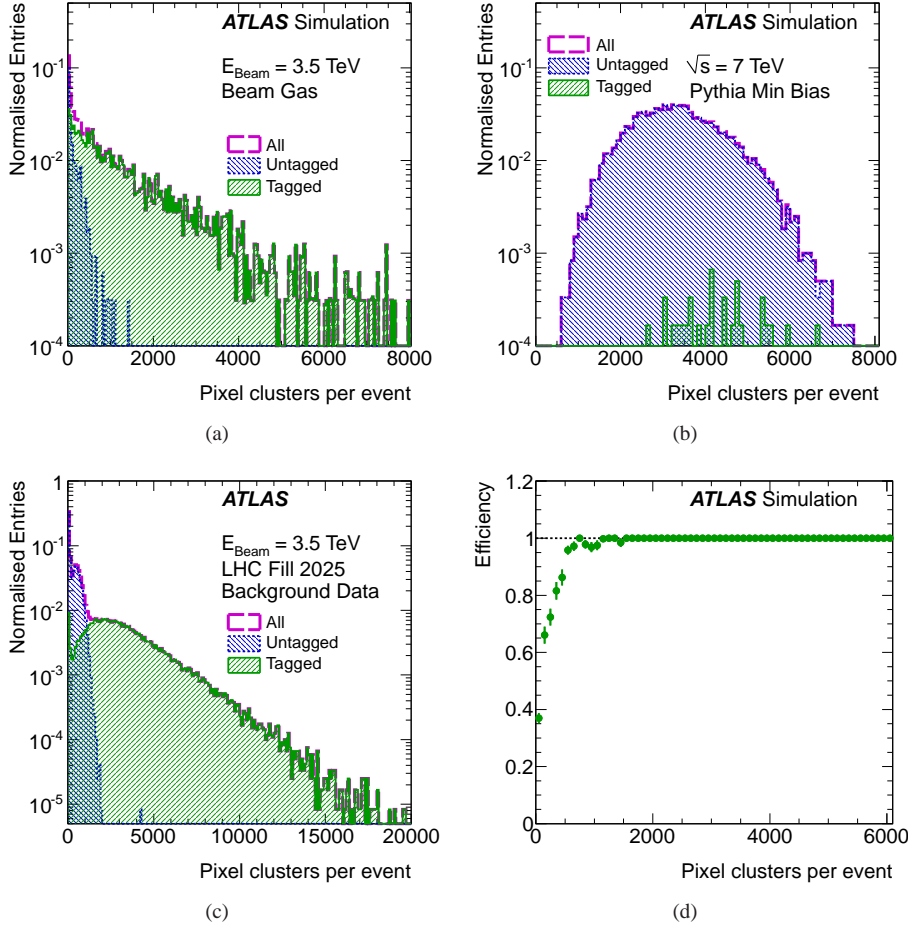 ATLAS Simulation
E_Beam = 3.5 TeV
Beam Gas
All
Untagged
Tagged
Normalised Entries
10^-1
10^-2
10^-3
10^-4
0 2000 4000 6000 8000
Pixel clusters per event
(a)
ATLAS Simulation
All
Untagged
Tagged
√s = 7 TeV
Pythia Min Bias
Normalised Entries
10^-1
10^-2
10^-3
10^-4
0 2000 4000 6000 8000
Pixel clusters per event
(b)
ATLAS
E_Beam = 3.5 TeV
LHC Fill 2025
Background Data
All
Untagged
Tagged
Normalised Entries
1
10^-1
10^-2
10^-3
10^-4
10^-5
0 5000 10000 15000 20000
Pixel clusters per event
(c)
ATLAS Simulation
Efficiency
1.2
1
0.8
0.6
0.4
0.2
0
0 2000 4000 6000
Pixel clusters per event
(d)